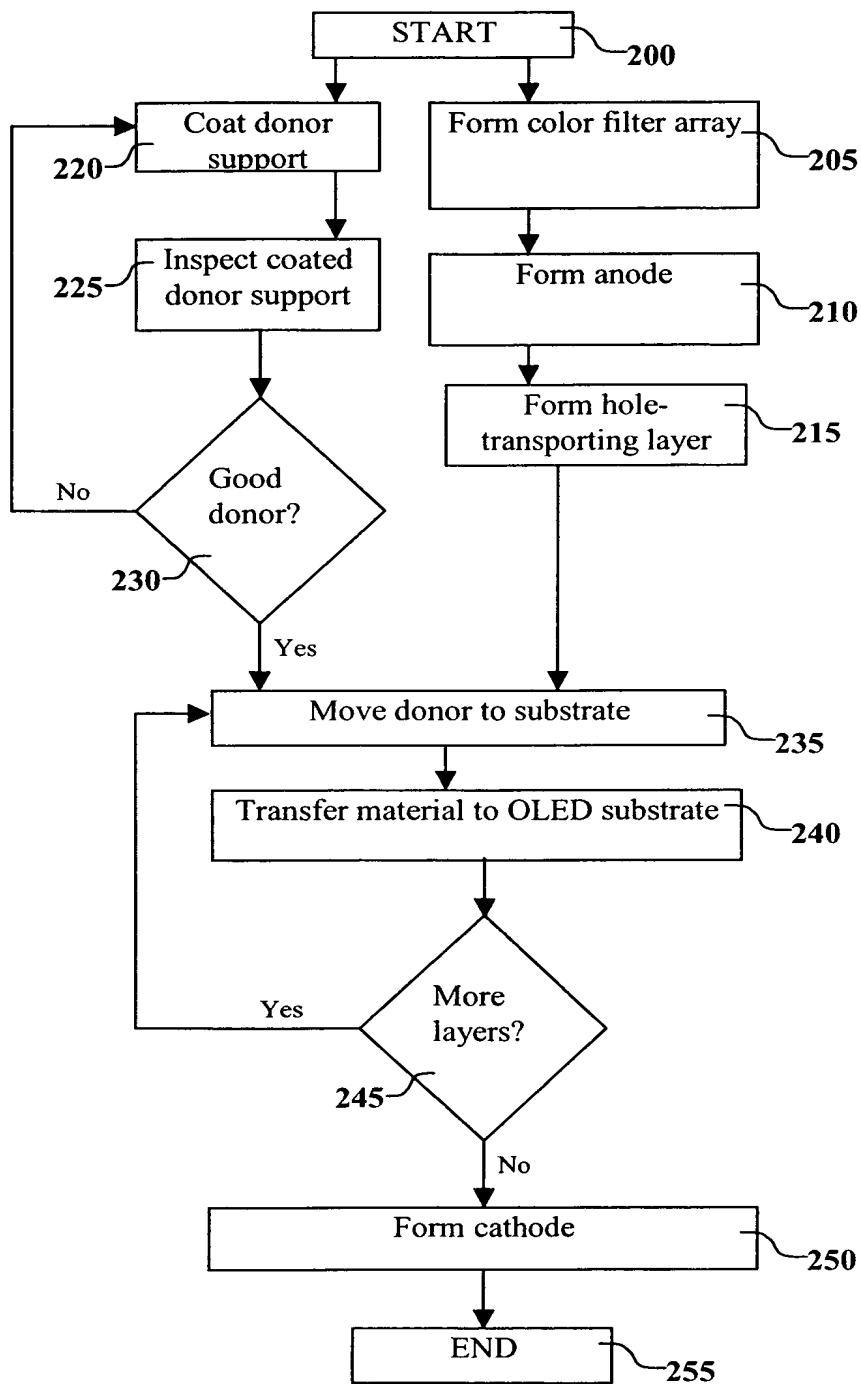 START
200
Coat donor
support
220
Form color filter array
205
Inspect coated
donor support
225
Form anode
210
Form hole-
transporting layer
215
Good
donor?
230
No
Yes
Move donor to substrate
235
Transfer material to OLED substrate
240
More
layers?
245
Yes
No
Form cathode
250
END
255